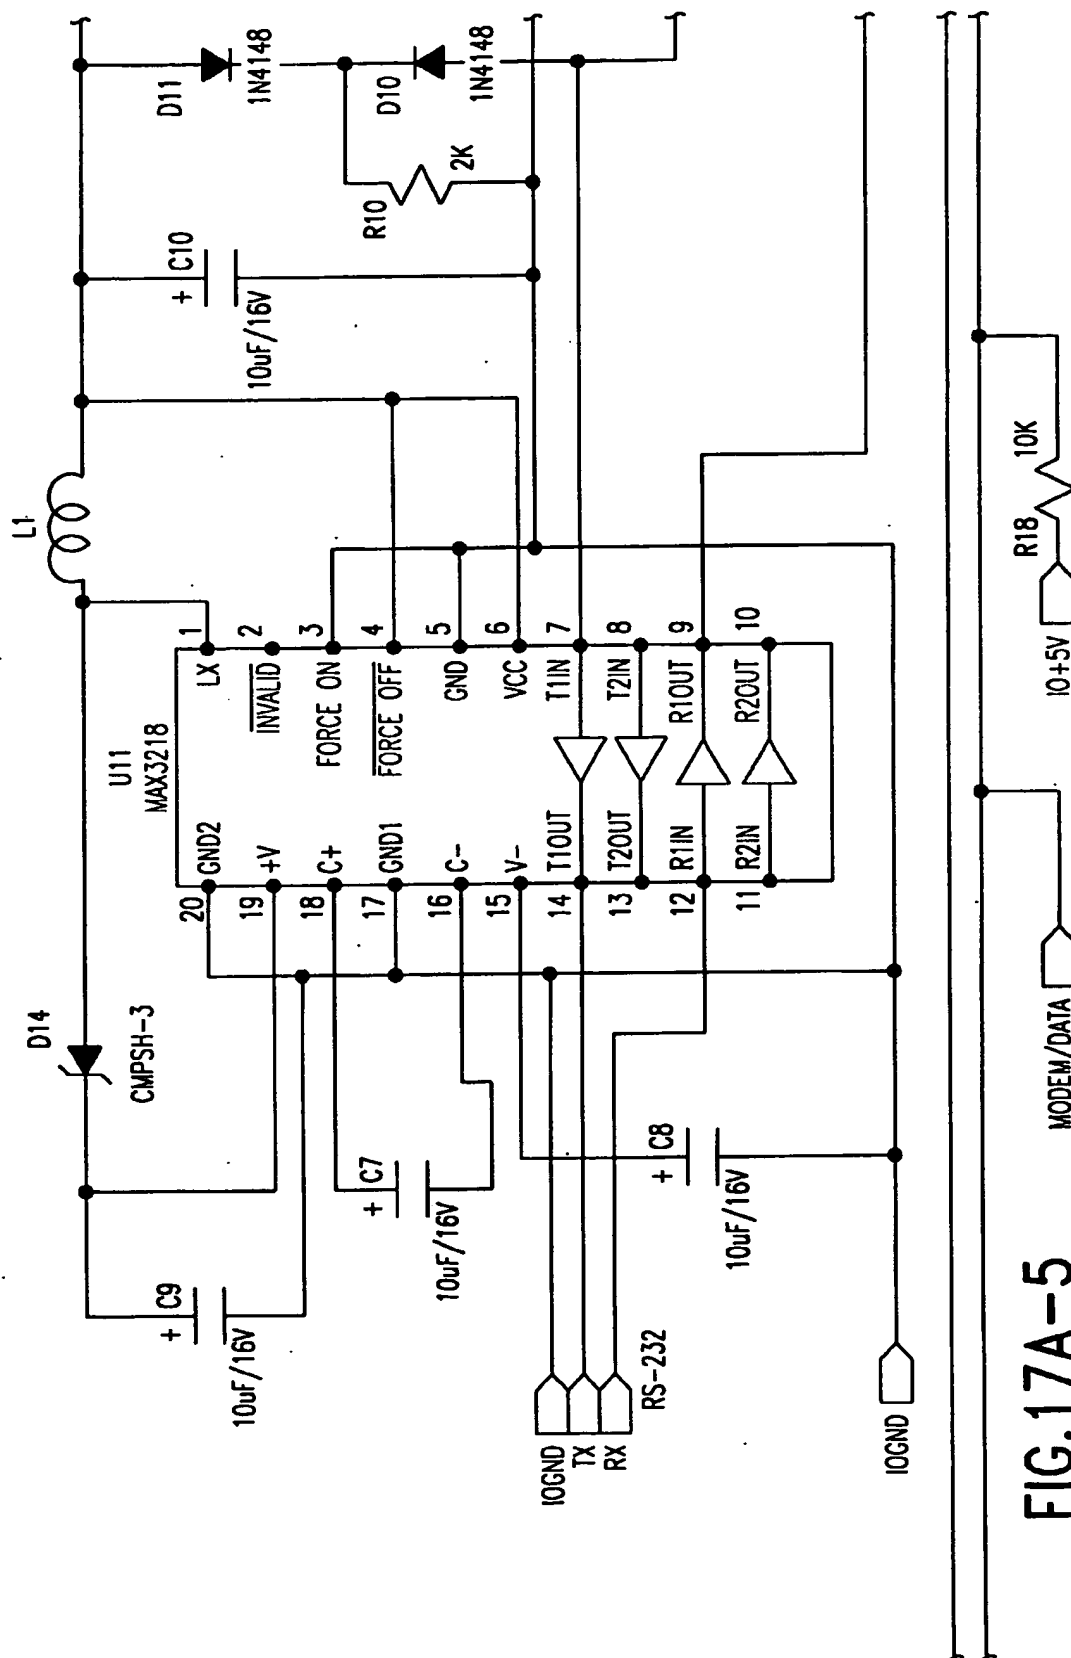 L1
D11
1N4148
D10
1N4148
R10
2K
+ C10
10uF/16V
D14
CMPSH-3
U11
MAX3218
20 GND2
19 +V
18 C+
17 GND1
16 C-
15 V-
14 T1OUT
13 T2OUT
12 R1IN
11 R2IN
LX 1
INVALID 2
FORCE ON 3
FORCE OFF 4
GND 5
VCC 6
T1IN 7
T2IN 8
R1OUT 9
R2OUT 10
+ C9
10uF/16V
+ C7
10uF/16V
+ C8
10uF/16V
IOGND
TX
RX
RS-232
IOGND
MODEM/DATA
IO+5V
R18
10K
FIG.17A-5